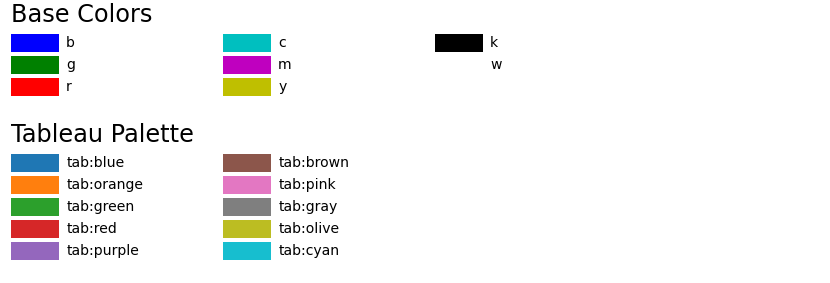 Base Colors
b
g
r
c
m
y
k
w
Tableau Palette
tab:blue
tab:orange
tab:green
tab:red
tab:purple
tab:brown
tab:pink
tab:gray
tab:olive
tab:cyan